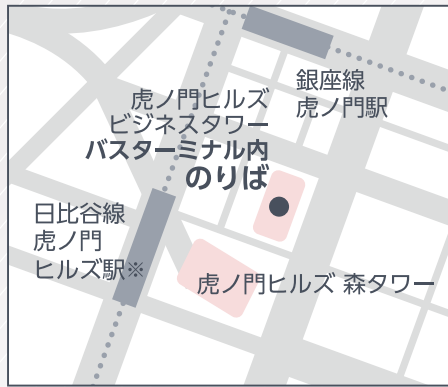 銀座線
虎ノ門駅
虎ノ門ヒルズ
ビジネスタワー
バスターミナル内
のりば
日比谷線
虎ノ門
ヒルズ駅※
虎ノ門ヒルズ 森タワー